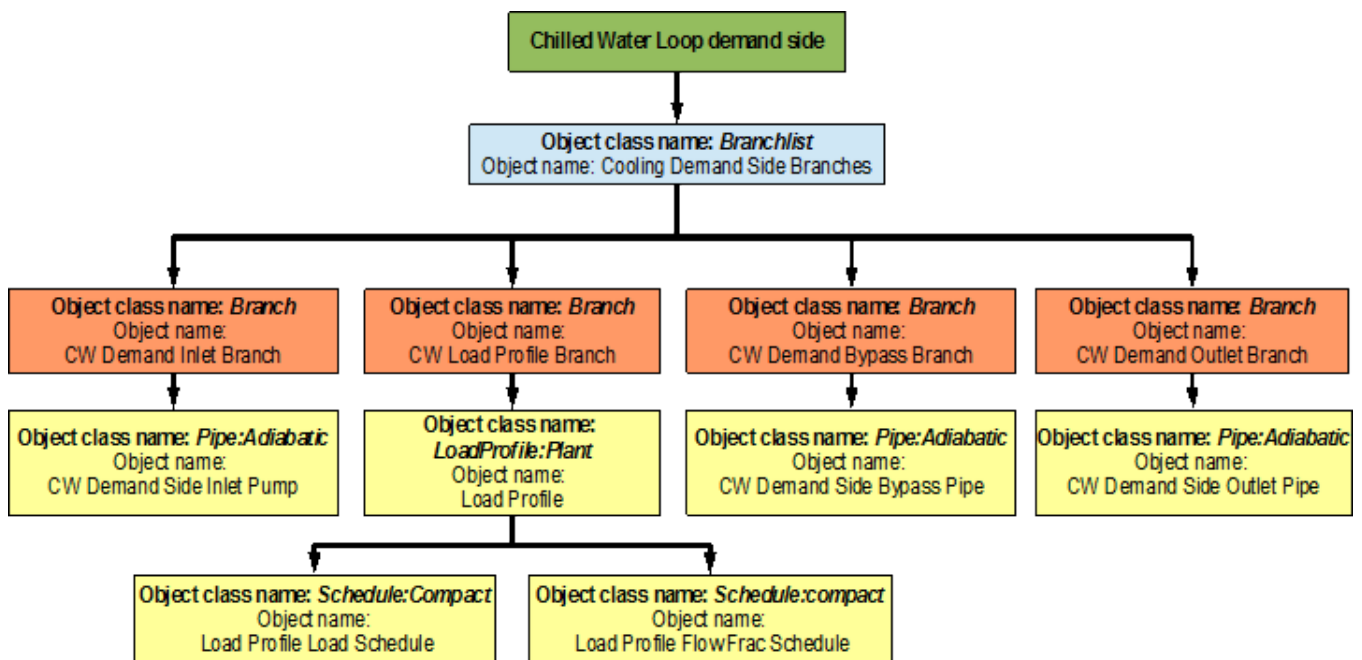 Chilled Water Loop demand side
Object class name: Branchlist
Object name: Cooling Demand Side Branches
Object class name: Branch
Object name:
CW Demand Inlet Branch
Object class name: Branch
Object name:
CW Load Profile Branch
Object class name: Branch
Object name:
CW Demand Bypass Branch
Object class name: Branch
Object name:
CW Demand Outlet Branch
Object class name: Pipe:Adiabatic
Object name:
CW Demand Side Inlet Pump
Object class name:
LoadProfile:Plant
Object name:
Load Profile
Object class name: Pipe:Adiabatic
Object name:
CW Demand Side Bypass Pipe
Object class name: Pipe:Adiabatic
Object name:
CW Demand Side Outlet Pipe
Object class name: Schedule:Compact
Object name:
Load Profile Load Schedule
Object class name: Schedule:compact
Object name:
Load Profile FlowFrac Schedule